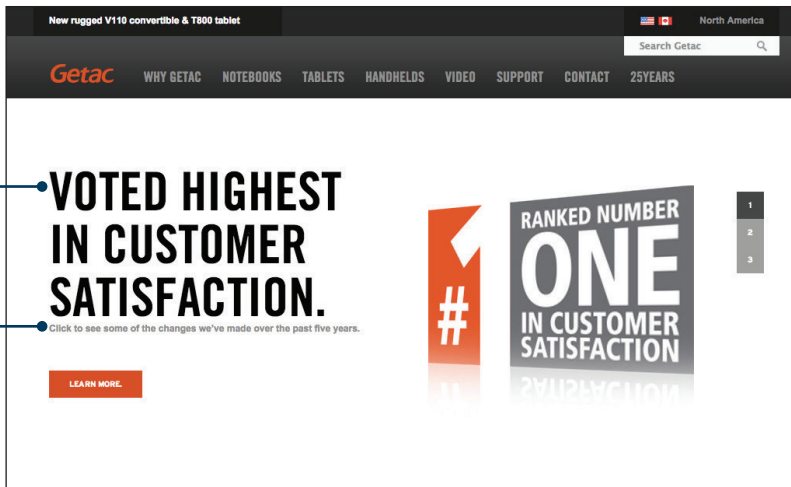 New rugged V110 convertible & T800 tablet
North America
Search Getac
Getac WHY GETAC NOTEBOOKS TABLETS HANDHELDS VIDEO SUPPORT CONTACT 25YEARS
VOTED HIGHEST
IN CUSTOMER
SATISFACTION.
Click to see some of the changes we've made over the past five years.
LEARN MORE.
#1
RANKED NUMBER
ONE
IN CUSTOMER
SATISFACTION
1
2
3